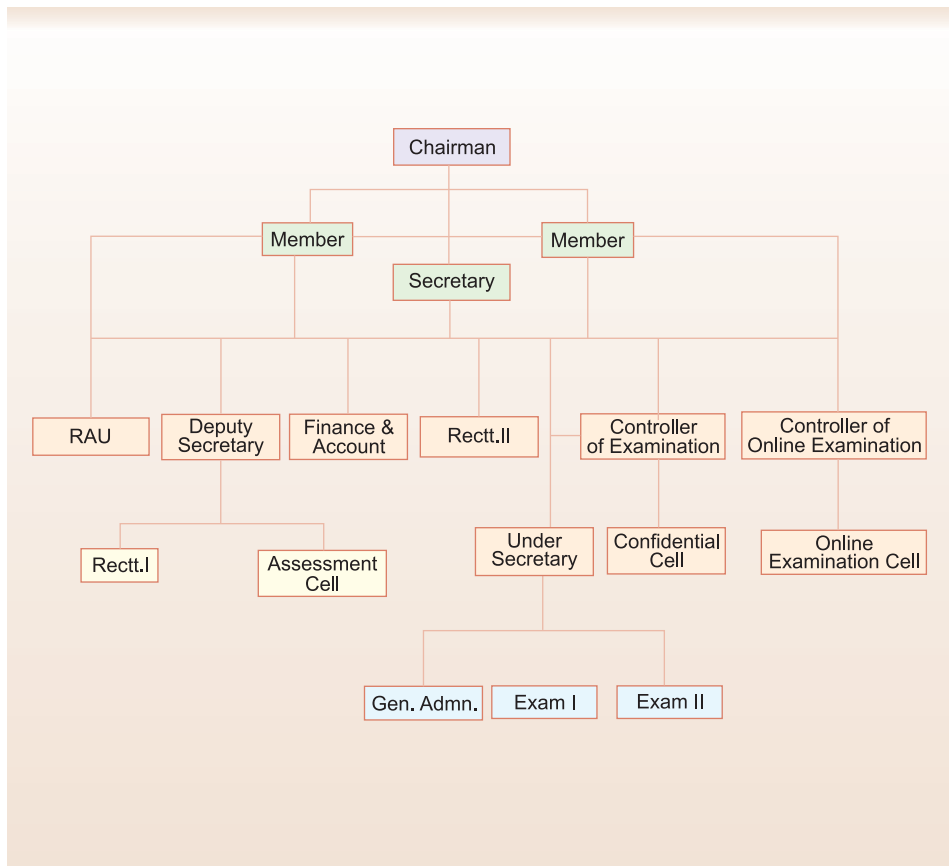 Chairman
Member
Member
Secretary
RAU
Deputy
Secretary
Finance &
Account
Rectt.II
Controller
of Examination
Controller of
Online Examination
Rectt.I
Assessment
Cell
Under
Secretary
Confidential
Cell
Online
Examination Cell
Gen. Admn.
Exam I
Exam II